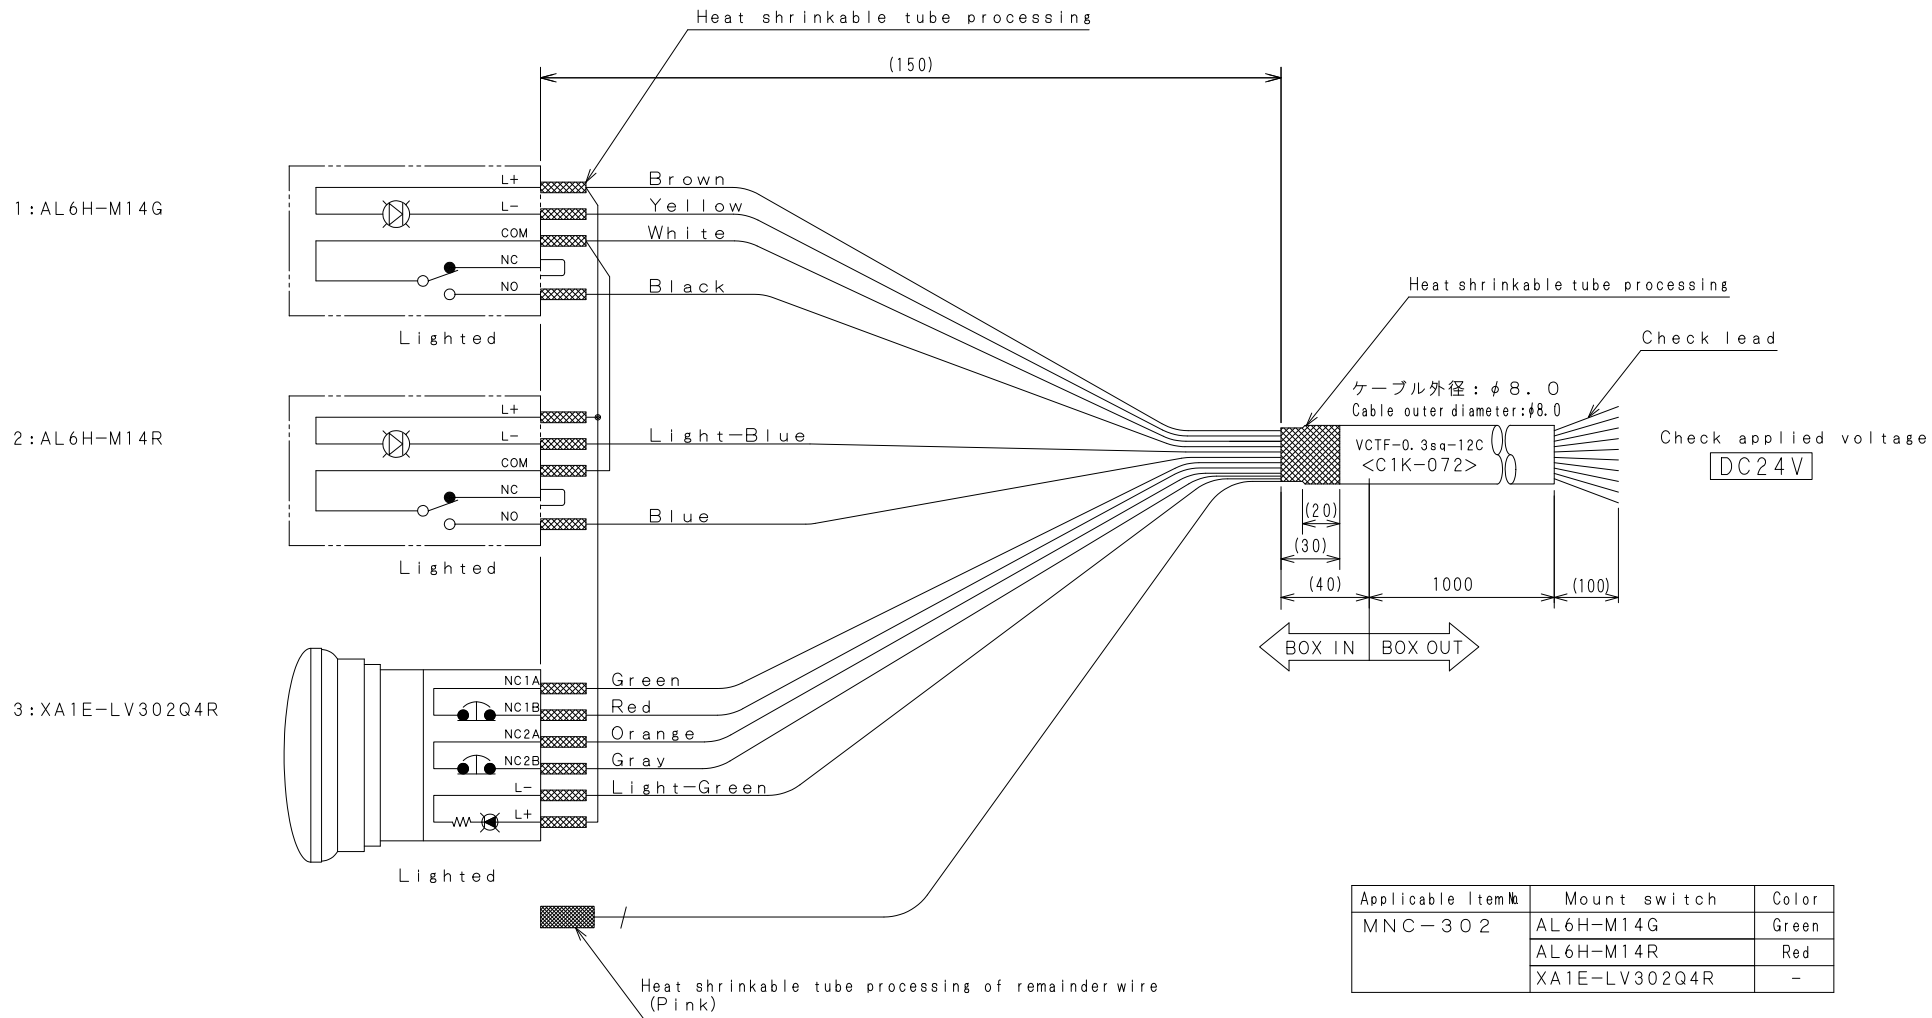 Heat shrinkable tube processing
(150)
1:AL6H-M14G
L+
L-
COM
NC
NO
Brown
Yellow
White
Black
Lighted
Heat shrinkable tube processing
Check lead
2:AL6H-M14R
L+
L-
COM
NC
NO
Light-Blue
Blue
Lighted
ケーブル外径:φ8.0
Cable outer diameter:φ8.0
VCTF-0.3sq-12C
<C1K-072>
Check applied voltage
DC24V
(20)
(30)
(40)
1000
(100)
BOX IN
BOX OUT
3:XA1E-LV302Q4R
NC1A
NC1B
NC2A
NC2B
L-
L+
Green
Red
Orange
Gray
Light-Green
Lighted
Heat shrinkable tube processing of remainder wire
(Pink)
Applicable Item№ Mount switch Color
MNC-302 AL6H-M14G Green
AL6H-M14R Red
XA1E-LV302Q4R -